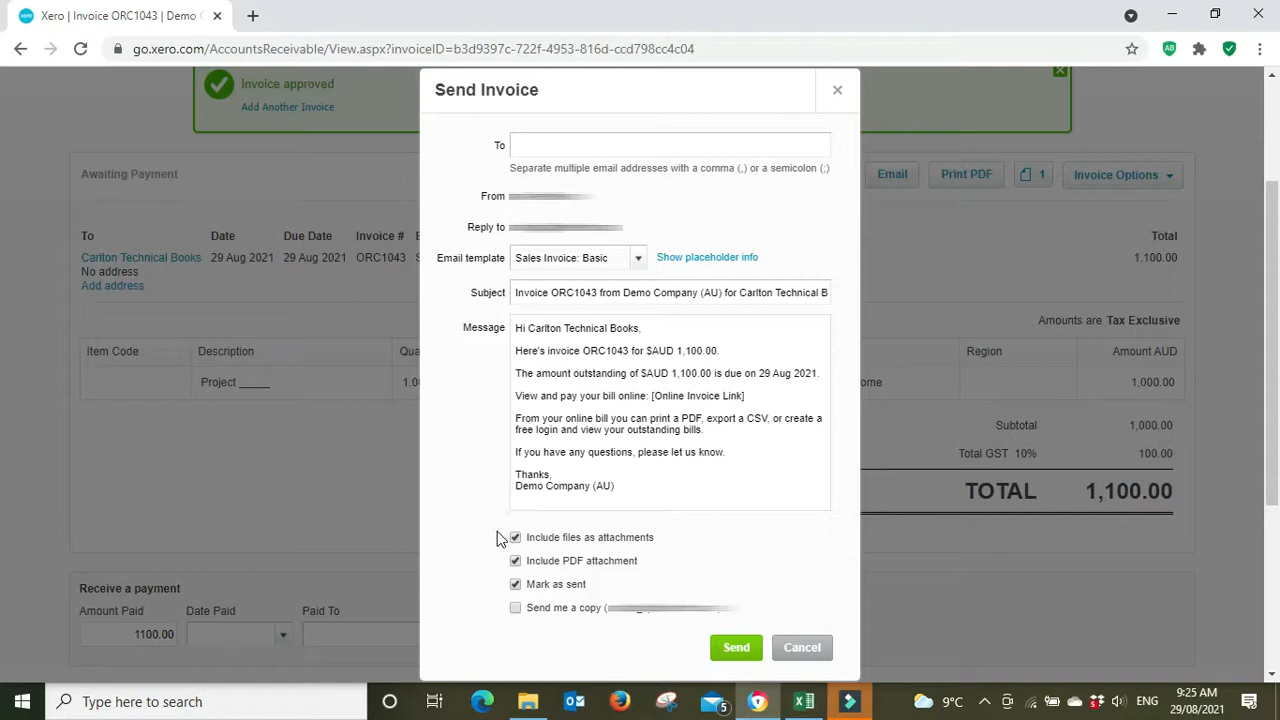 Xero | Invoice ORC1043 | Demo C
go.xero.com/AccountsReceivable/View.aspx?invoiceID=b3d9397c-722f-4953-816d-ccd798cc4c04
Invoice approved
Add Another Invoice
Send Invoice
To
Separate multiple email addresses with a comma (,) or a semicolon (;)
From
Reply to
Email template Sales Invoice: Basic Show placeholder info
Subject Invoice ORC1043 from Demo Company (AU) for Carlton Technical B
Message Hi Carlton Technical Books,
Here's invoice ORC1043 for $AUD 1,100.00.
The amount outstanding of $AUD 1,100.00 is due on 29 Aug 2021.
View and pay your bill online: [Online Invoice Link]
From your online bill you can print a PDF, export a CSV, or create a
free login and view your outstanding bills.
If you have any questions, please let us know.
Thanks,
Demo Company (AU)
Include files as attachments
Include PDF attachment
Mark as sent
Send me a copy (
Send Cancel
Awaiting Payment Email Print PDF 1 Invoice Options
To Date Due Date Invoice # Total
Carlton Technical Books 29 Aug 2021 29 Aug 2021 ORC1043 1,100.00
No address
Add address
Amounts are Tax Exclusive
Item Code Description Qua Region Amount AUD
Project _____ 1.0 ome 1,000.00
Subtotal 1,000.00
Total GST 10% 100.00
TOTAL 1,100.00
Receive a payment
Amount Paid Date Paid Paid To
1100.00
Type here to search
5
9°C
ENG
9:25 AM
29/08/2021